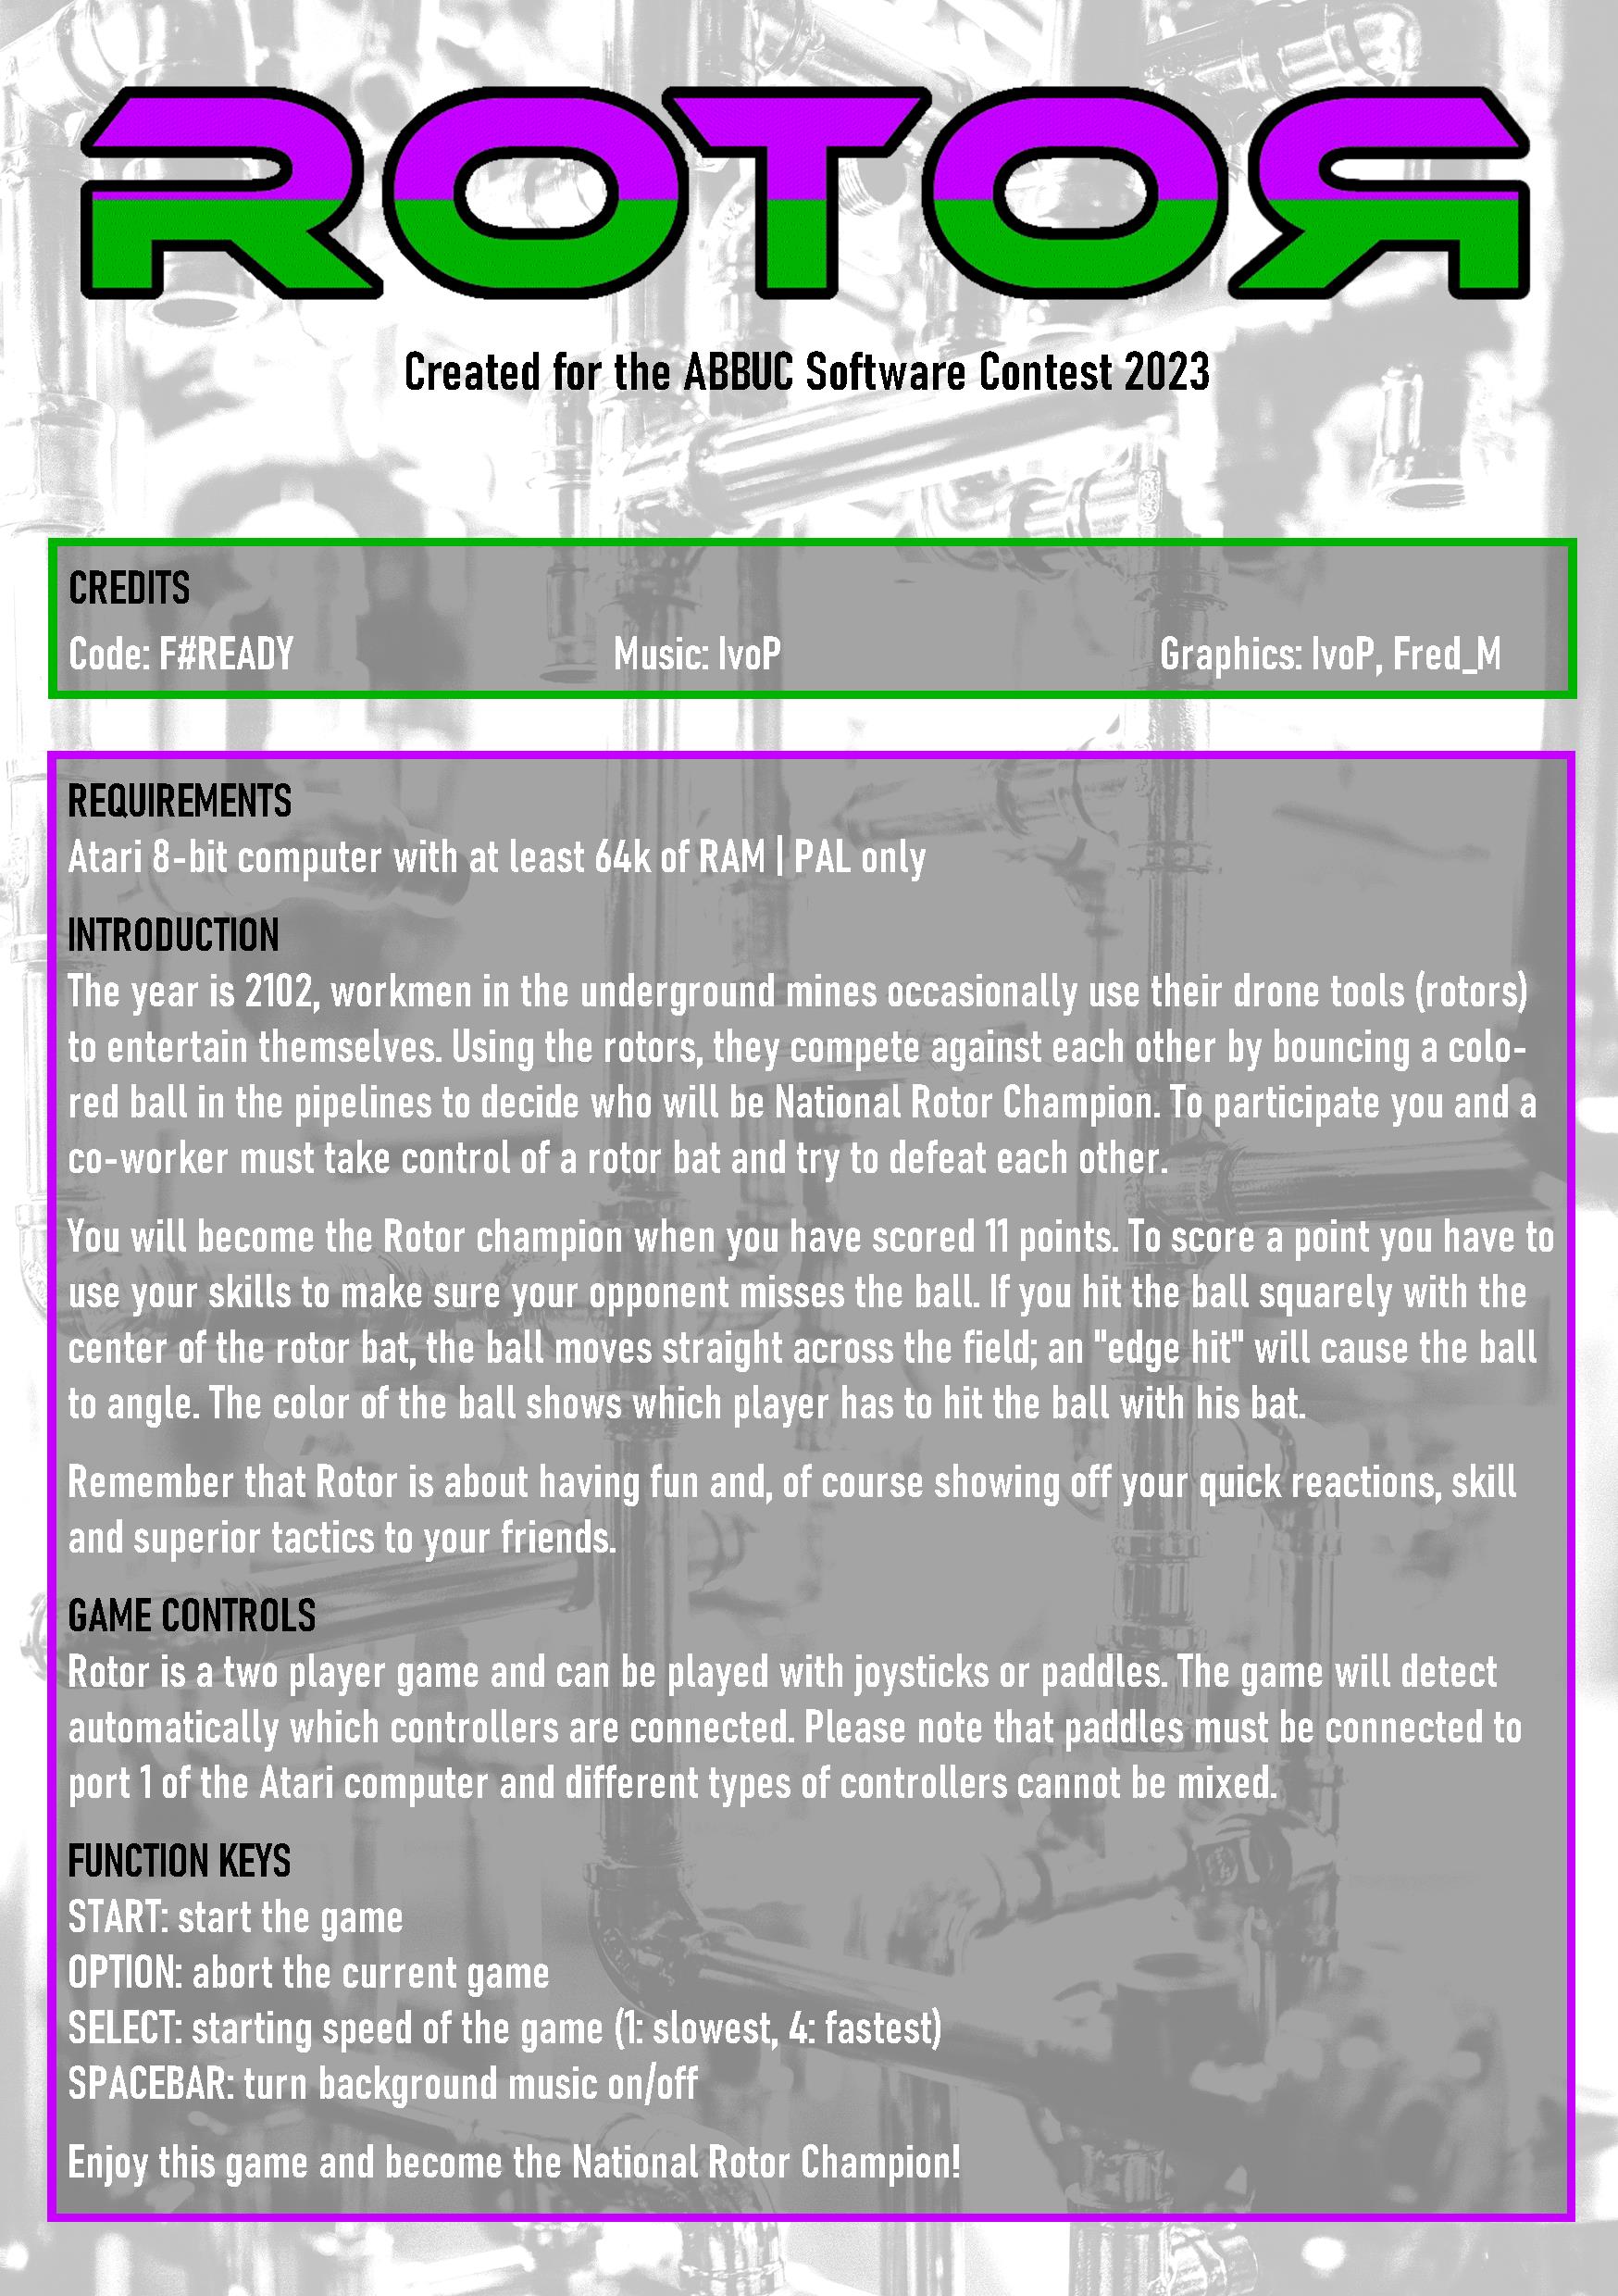 ROTOR
Created for the ABBUC Software Contest 2023
CREDITS
Code: F#READY Music: IvoP Graphics: IvoP, Fred_M
REQUIREMENTS
Atari 8-bit computer with at least 64k of RAM | PAL only
INTRODUCTION
The year is 2102, workmen in the underground mines occasionally use their drone tools (rotors)
to entertain themselves. Using the rotors, they compete against each other by bouncing a colo-
red ball in the pipelines to decide who will be National Rotor Champion. To participate you and a
co-worker must take control of a rotor bat and try to defeat each other.
You will become the Rotor champion when you have scored 11 points. To score a point you have to
use your skills to make sure your opponent misses the ball. If you hit the ball squarely with the
center of the rotor bat, the ball moves straight across the field; an "edge hit" will cause the ball
to angle. The color of the ball shows which player has to hit the ball with his bat.
Remember that Rotor is about having fun and, of course showing off your quick reactions, skill
and superior tactics to your friends.
GAME CONTROLS
Rotor is a two player game and can be played with joysticks or paddles. The game will detect
automatically which controllers are connected. Please note that paddles must be connected to
port 1 of the Atari computer and different types of controllers cannot be mixed.
FUNCTION KEYS
START: start the game
OPTION: abort the current game
SELECT: starting speed of the game (1: slowest, 4: fastest)
SPACEBAR: turn background music on/off
Enjoy this game and become the National Rotor Champion!